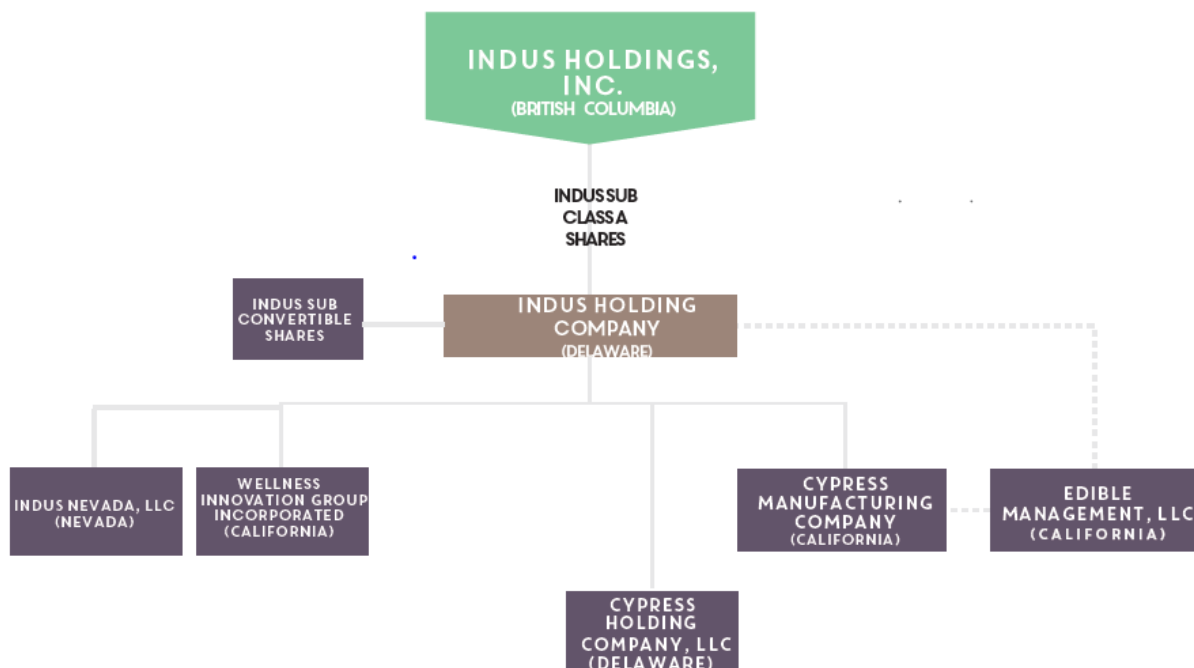 INDUS HOLDINGS,
INC.
(BRITISH COLUMBIA)
INDUS SUB
CLASS A
SHARES
INDUS SUB
CONVERTIBLE
SHARES
INDUS HOLDING
COMPANY
(DELAWARE)
INDUS NEVADA, LLC
(NEVADA)
WELLNESS
INNOVATION GROUP
INCORPORATED
(CALIFORNIA)
CYPRESS
MANUFACTURING
COMPANY
(CALIFORNIA)
EDIBLE
MANAGEMENT, LLC
(CALIFORNIA)
CYPRESS
HOLDING
COMPANY, LLC
(DELAWARE)